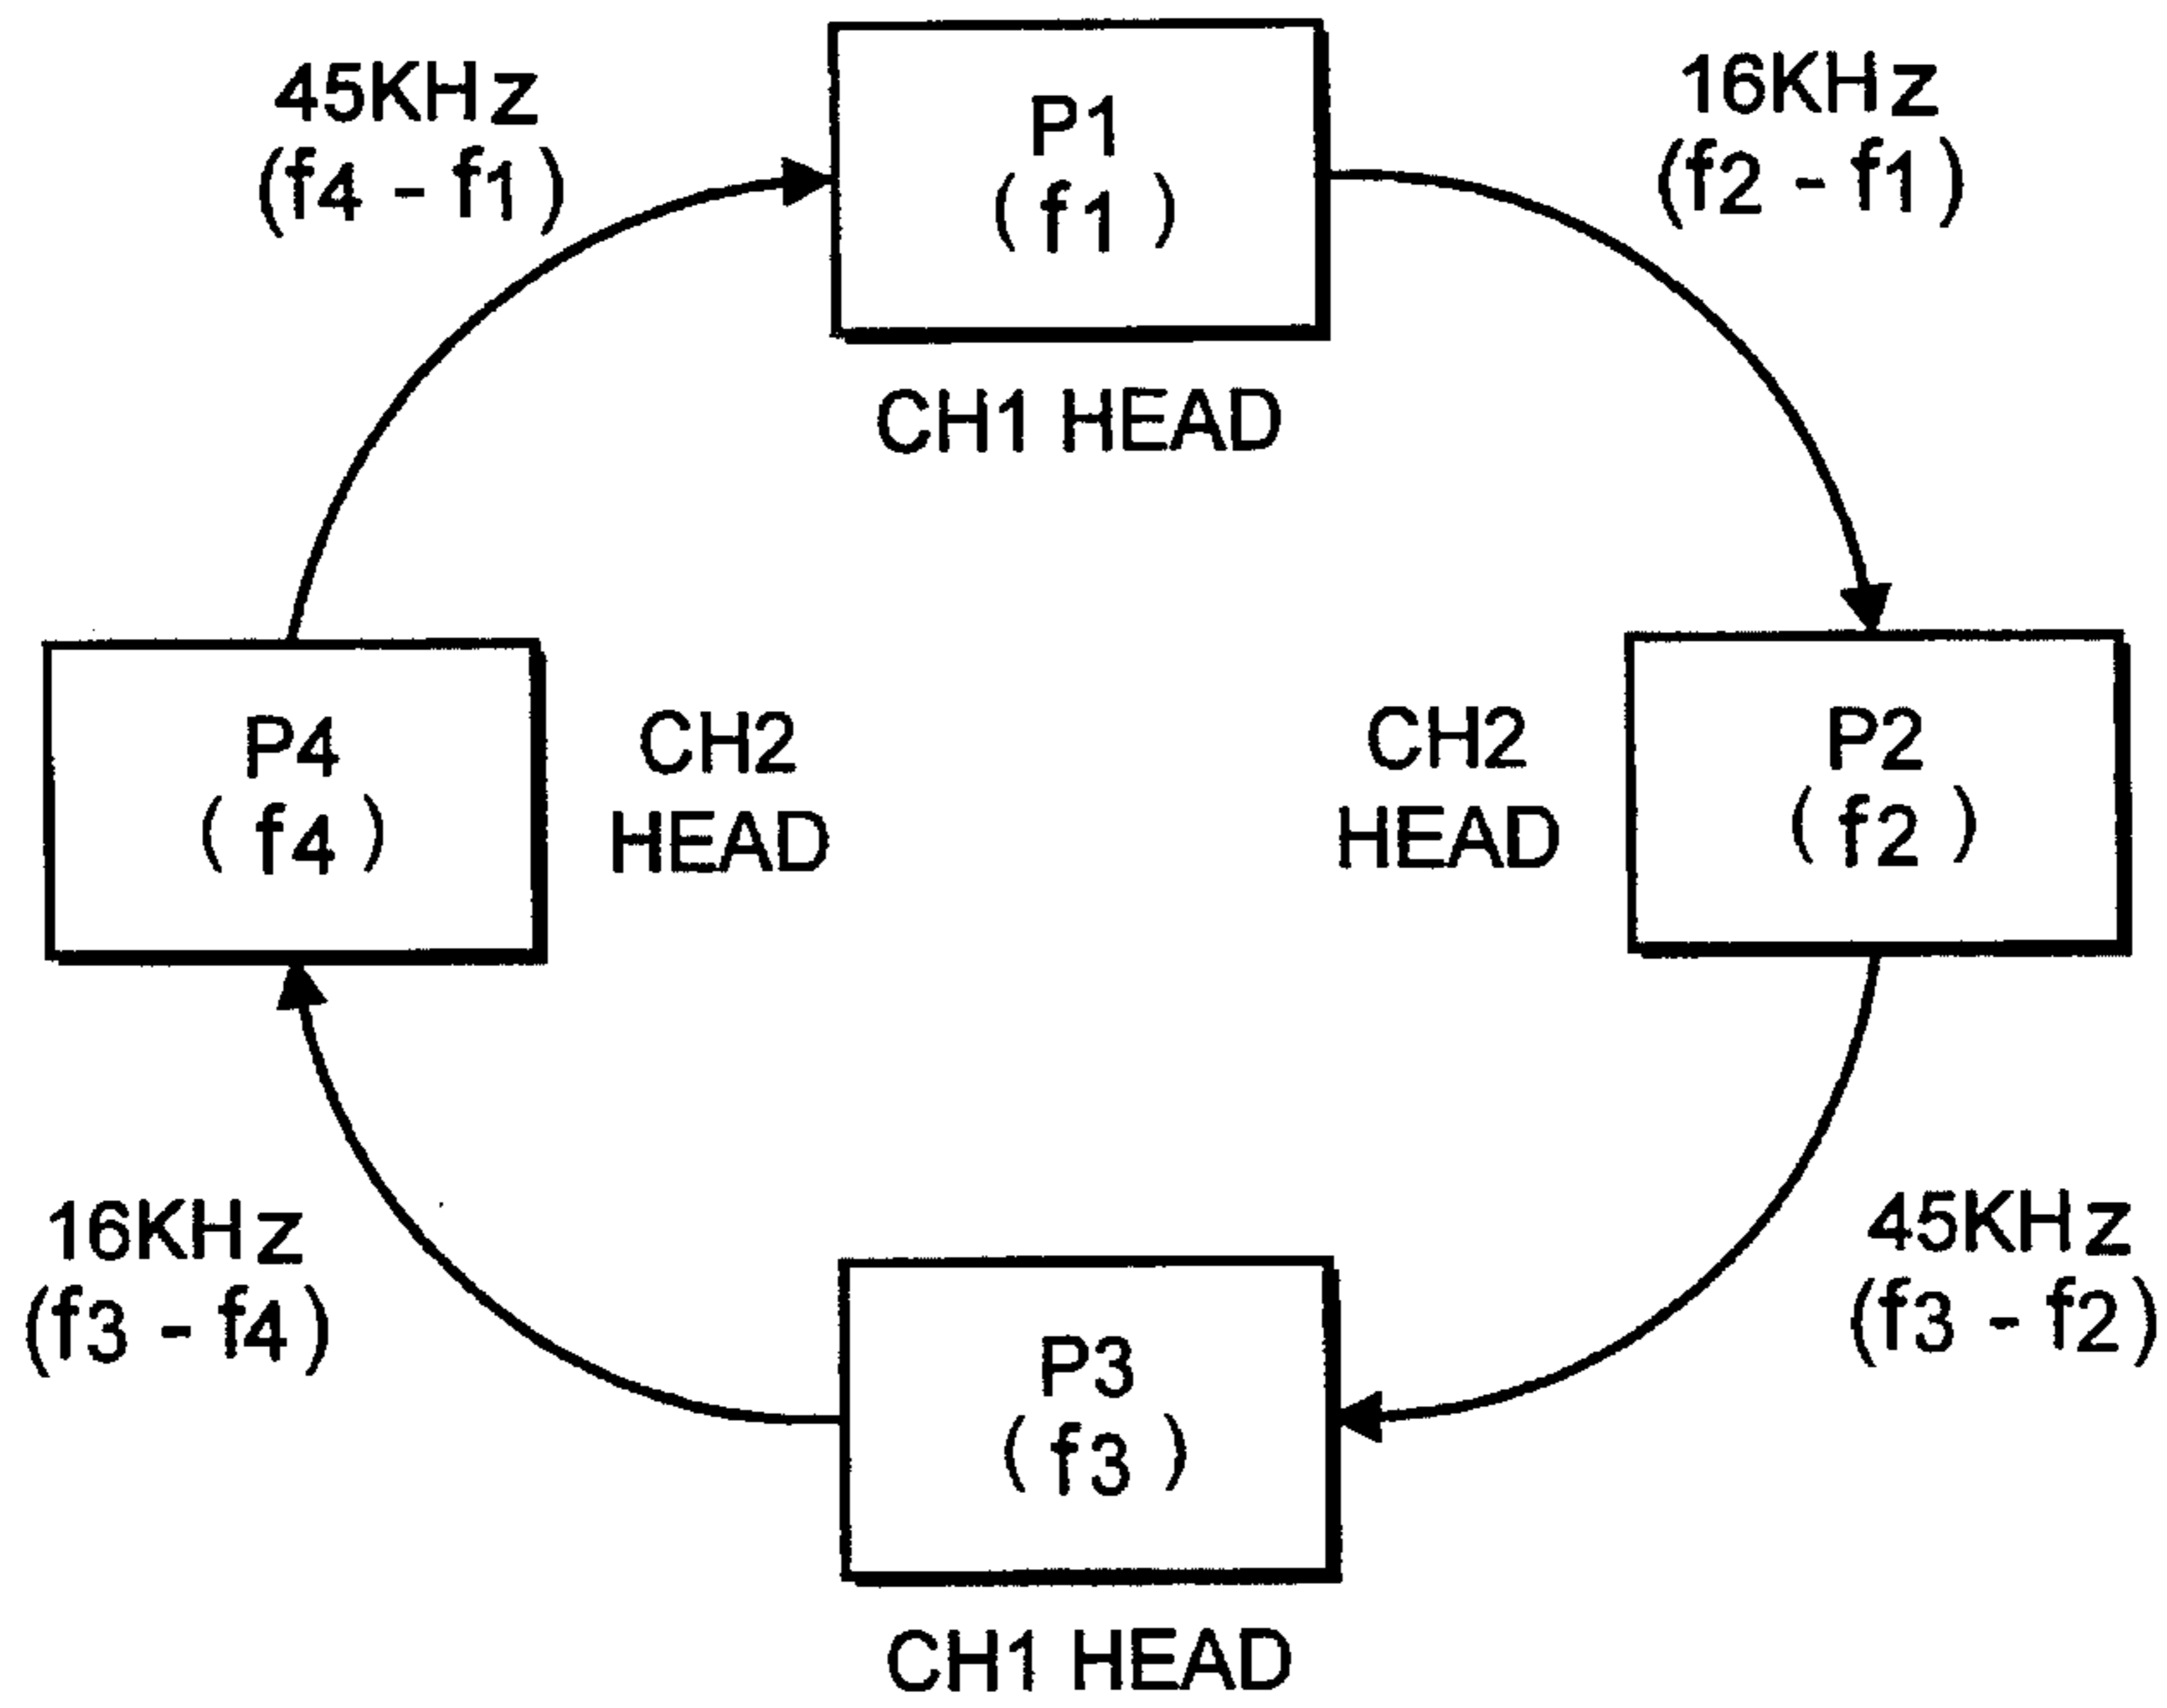 45KHz
(f4 - f1)
P1
( f1 )
CH1 HEAD
16KHz
(f2 - f1)
P4
( f4 )
CH2
HEAD
CH2
HEAD
P2
( f2 )
16KHz
(f3 - f4)
P3
( f3 )
CH1 HEAD
45KHz
(f3 - f2)